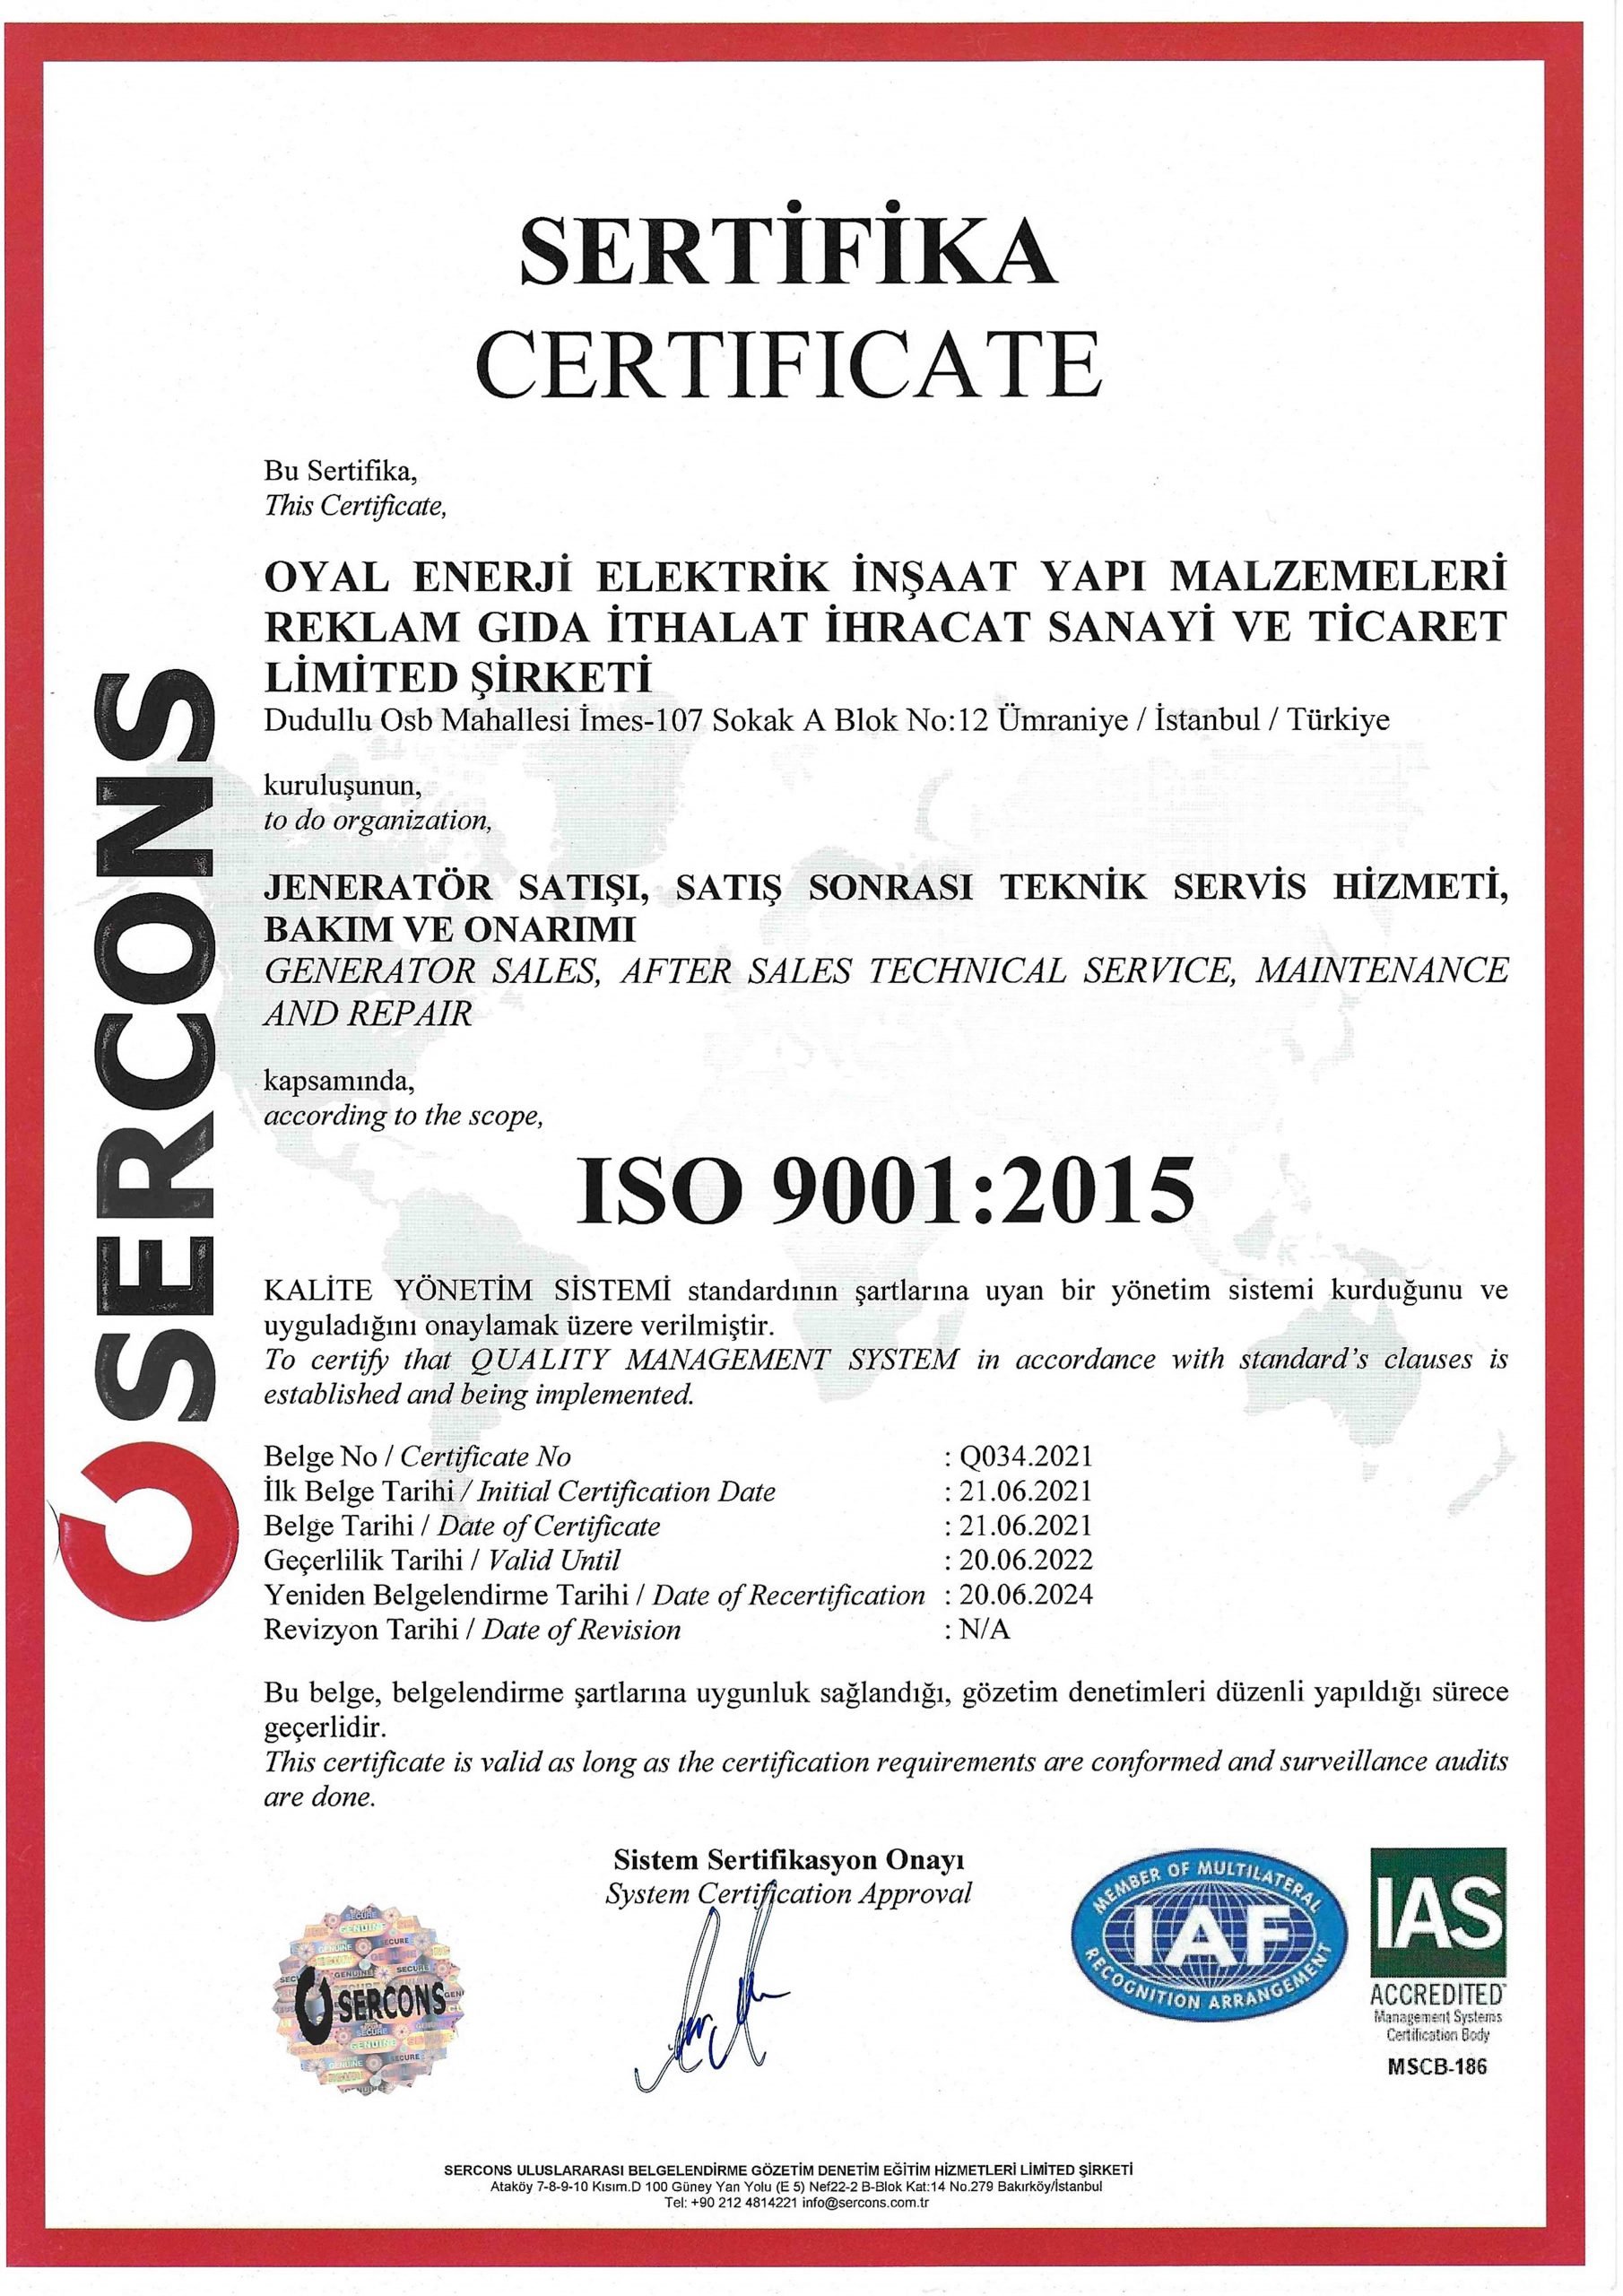 SERTİFİKA
CERTIFICATE
Bu Sertifika,
This Certificate,
OYAL ENERJİ ELEKTRİK İNŞAAT YAPI MALZEMELERİ
REKLAM GIDA İTHALAT İHRACAT SANAYİ VE TİCARET
LİMİTED ŞİRKETİ
Dudullu Osb Mahallesi İmes-107 Sokak A Blok No:12 Ümraniye / İstanbul / Türkiye
kuruluşunun,
to do organization,
JENERATÖR SATIŞI, SATIŞ SONRASI TEKNİK SERVİS HİZMETİ,
BAKIM VE ONARIMI
GENERATOR SALES, AFTER SALES TECHNICAL SERVICE, MAINTENANCE
AND REPAIR
kapsamında,
according to the scope,
ISO 9001:2015
KALİTE YÖNETİM SİSTEMİ standardının şartlarına uyan bir yönetim sistemi kurduğunu ve
uyguladığını onaylamak üzere verilmiştir.
To certify that QUALITY MANAGEMENT SYSTEM in accordance with standard's clauses is
established and being implemented.
Belge No / Certificate No : Q034.2021
İlk Belge Tarihi / Initial Certification Date : 21.06.2021
Belge Tarihi / Date of Certificate : 21.06.2021
Geçerlilik Tarihi / Valid Until : 20.06.2022
Yeniden Belgelendirme Tarihi / Date of Recertification : 20.06.2024
Revizyon Tarihi / Date of Revision : N/A
Bu belge, belgelendirme şartlarına uygunluk sağlandığı, gözetim denetimleri düzenli yapıldığı sürece
geçerlidir.
This certificate is valid as long as the certification requirements are conformed and surveillance audits
are done.
SERCONS
Sistem Sertifikasyon Onayı
System Certification Approval
SERCONS
MEMBER OF MULTILATERAL
IAF
RECOGNITION ARRANGEMENT
IAS
ACCREDITED
Management Systems
Certification Body
MSCB-186
SERCONS ULUSLARARASI BELGELENDİRME GÖZETİM DENETİM EĞİTİM HİZMETLERİ LİMİTED ŞİRKETİ
Ataköy 7-8-9-10 Kısım.D 100 Güney Yan Yolu (E 5) Nef22-2 B-Blok Kat:14 No.279 Bakırköy/İstanbul
Tel: +90 212 4814221 info@sercons.com.tr